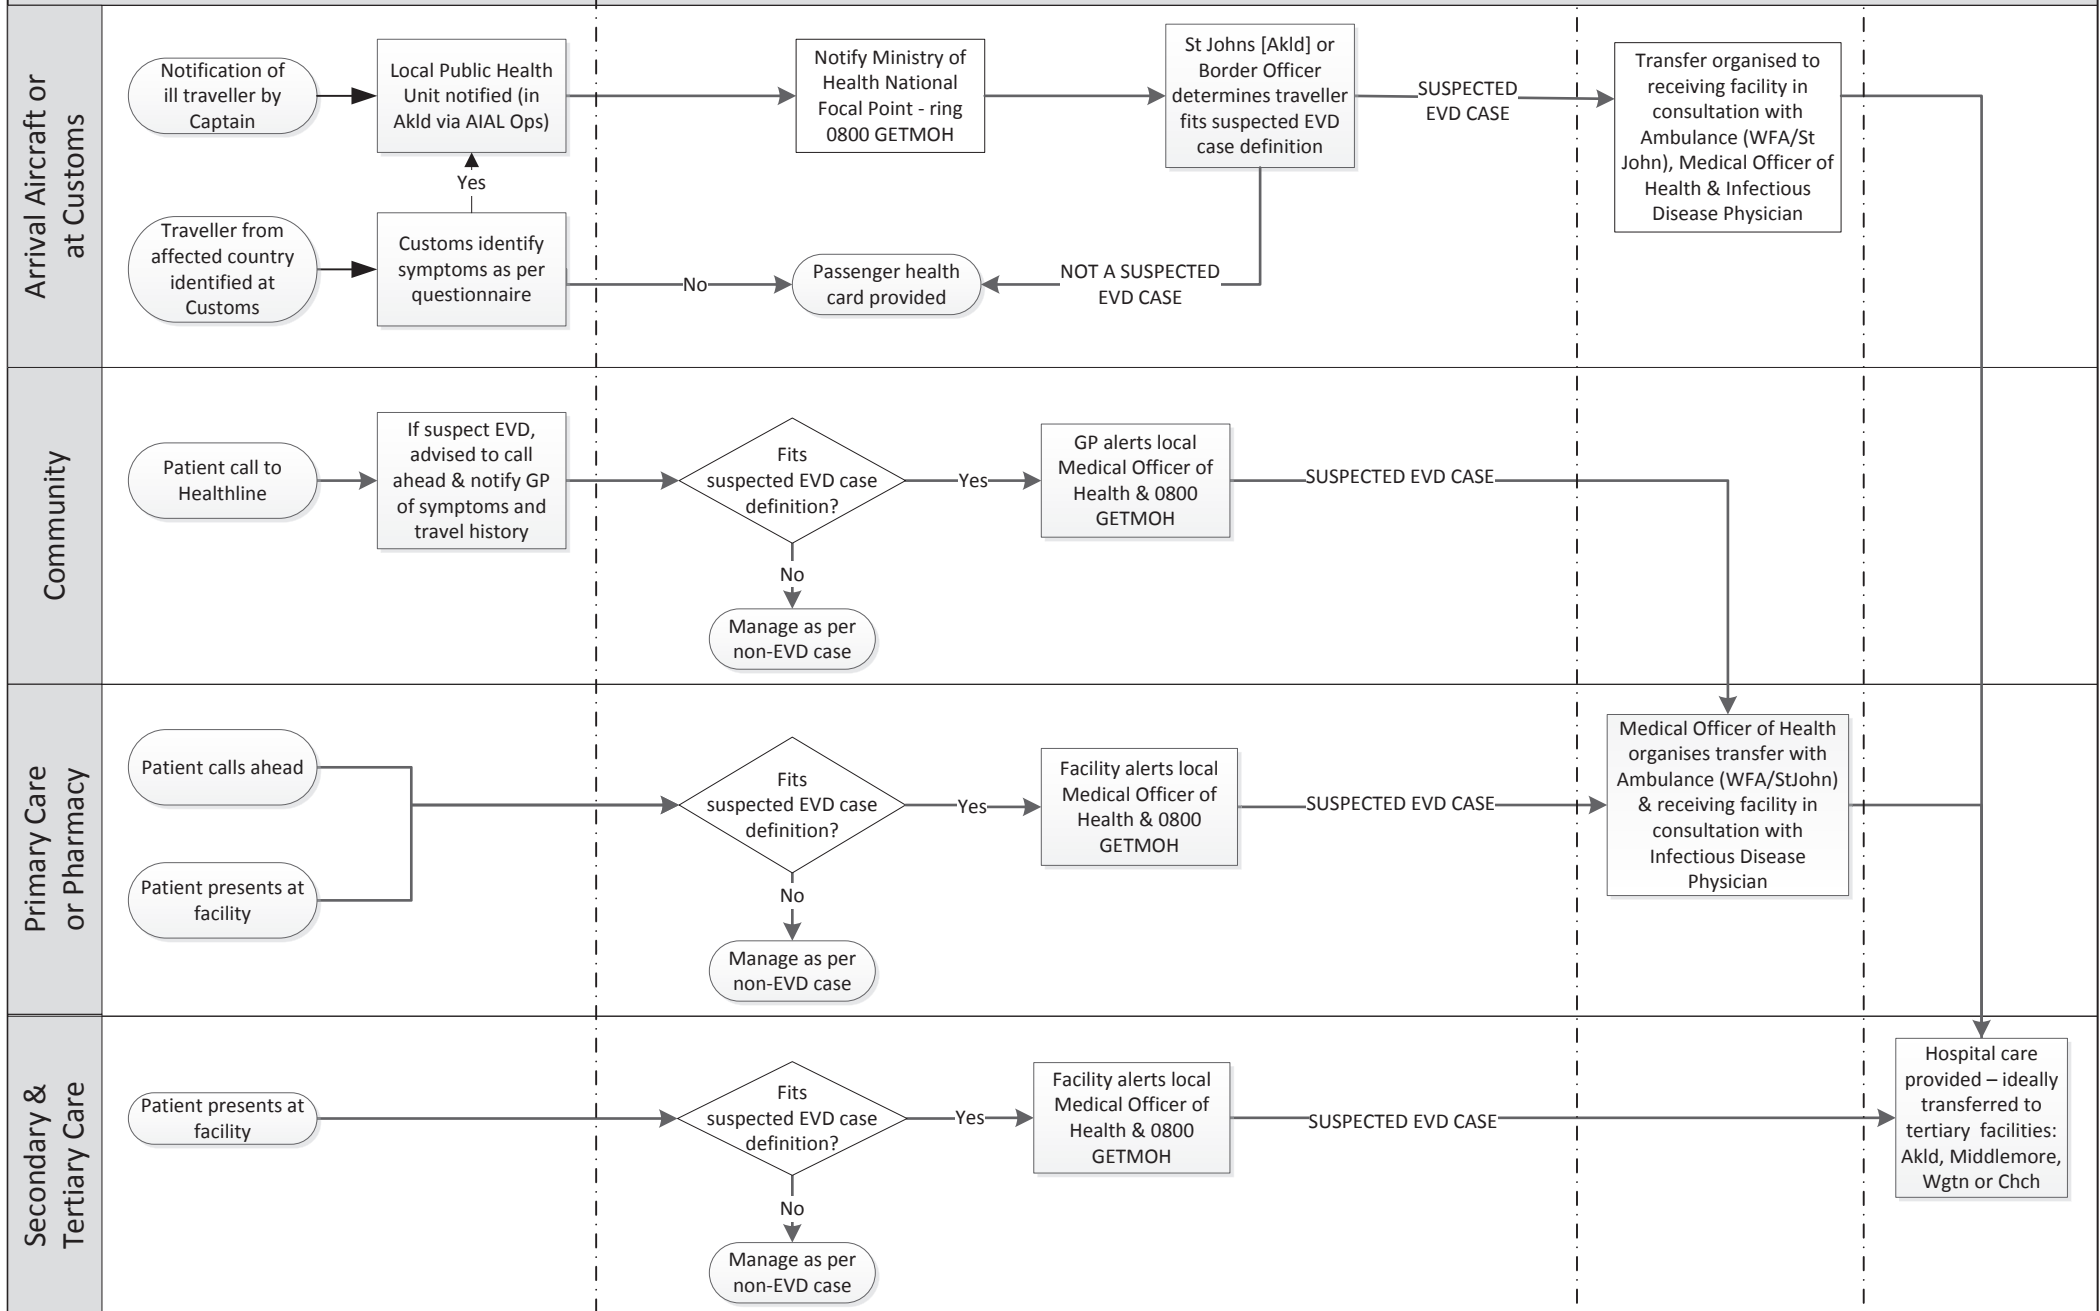 Arrival Aircraft or
at Customs
Notification of
ill traveller by
Captain
Local Public Health
Unit notified (in
Akld via AIAL Ops)
Notify Ministry of
Health National
Focal Point - ring
0800 GETMOH
St Johns [Akld] or
Border Officer
determines traveller
fits suspected EVD
case definition
SUSPECTED
EVD CASE
Transfer organised to
receiving facility in
consultation with
Ambulance (WFA/St
John), Medical Officer of
Health & Infectious
Disease Physician
Yes
Traveller from
affected country
identified at
Customs
Customs identify
symptoms as per
questionnaire
No
Passenger health
card provided
NOT A SUSPECTED
EVD CASE
Community
Patient call to
Healthline
If suspect EVD,
advised to call
ahead & notify GP
of symptoms and
travel history
Fits
suspected EVD case
definition?
Yes
GP alerts local
Medical Officer of
Health & 0800
GETMOH
SUSPECTED EVD CASE
No
Manage as per
non-EVD case
Primary Care
or Pharmacy
Patient calls ahead
Patient presents at
facility
Fits
suspected EVD case
definition?
Yes
Facility alerts local
Medical Officer of
Health & 0800
GETMOH
SUSPECTED EVD CASE
Medical Officer of Health
organises transfer with
Ambulance (WFA/StJohn)
& receiving facility in
consultation with
Infectious Disease
Physician
No
Manage as per
non-EVD case
Secondary &
Tertiary Care
Patient presents at
facility
Fits
suspected EVD case
definition?
Yes
Facility alerts local
Medical Officer of
Health & 0800
GETMOH
SUSPECTED EVD CASE
Hospital care
provided – ideally
transferred to
tertiary facilities:
Akld, Middlemore,
Wgtn or Chch
No
Manage as per
non-EVD case